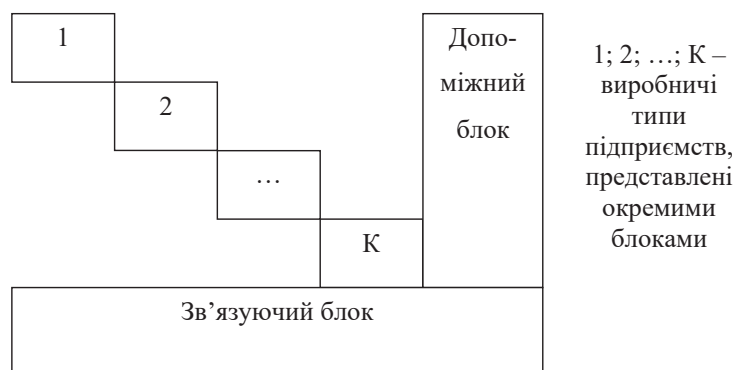 1
2
…
К
Допо-
міжний
блок
Зв’язуючий блок
1; 2; …; К –
виробничі
типи
підприємств,
представлені
окремими
блоками